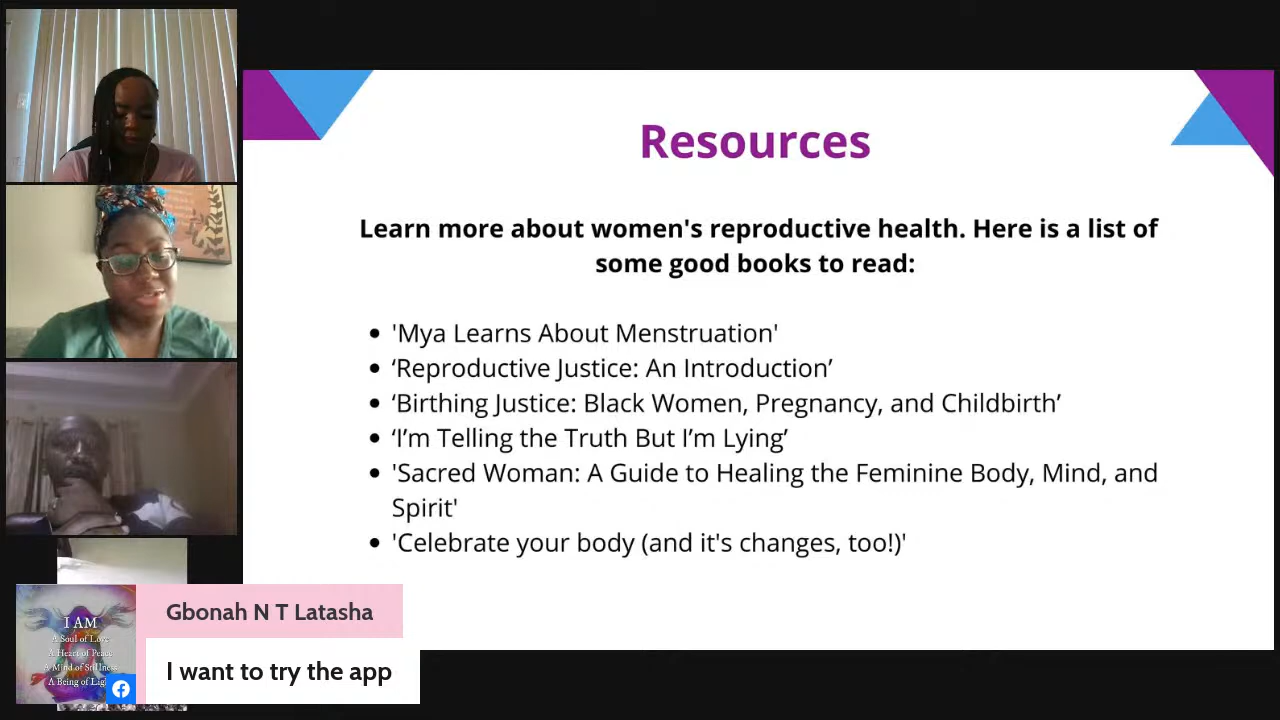 Resources
Learn more about women's reproductive health. Here is a list of
some good books to read:
• 'Mya Learns About Menstruation'
• ‘Reproductive Justice: An Introduction’
• ‘Birthing Justice: Black Women, Pregnancy, and Childbirth’
• ‘I’m Telling the Truth But I’m Lying’
• 'Sacred Woman: A Guide to Healing the Feminine Body, Mind, and
Spirit'
• 'Celebrate your body (and it's changes, too!)'
Gbonah N T Latasha
I want to try the app
I AM
A Soul of Love
A Heart of Peace
A Mind of Stillness
A Being of Light